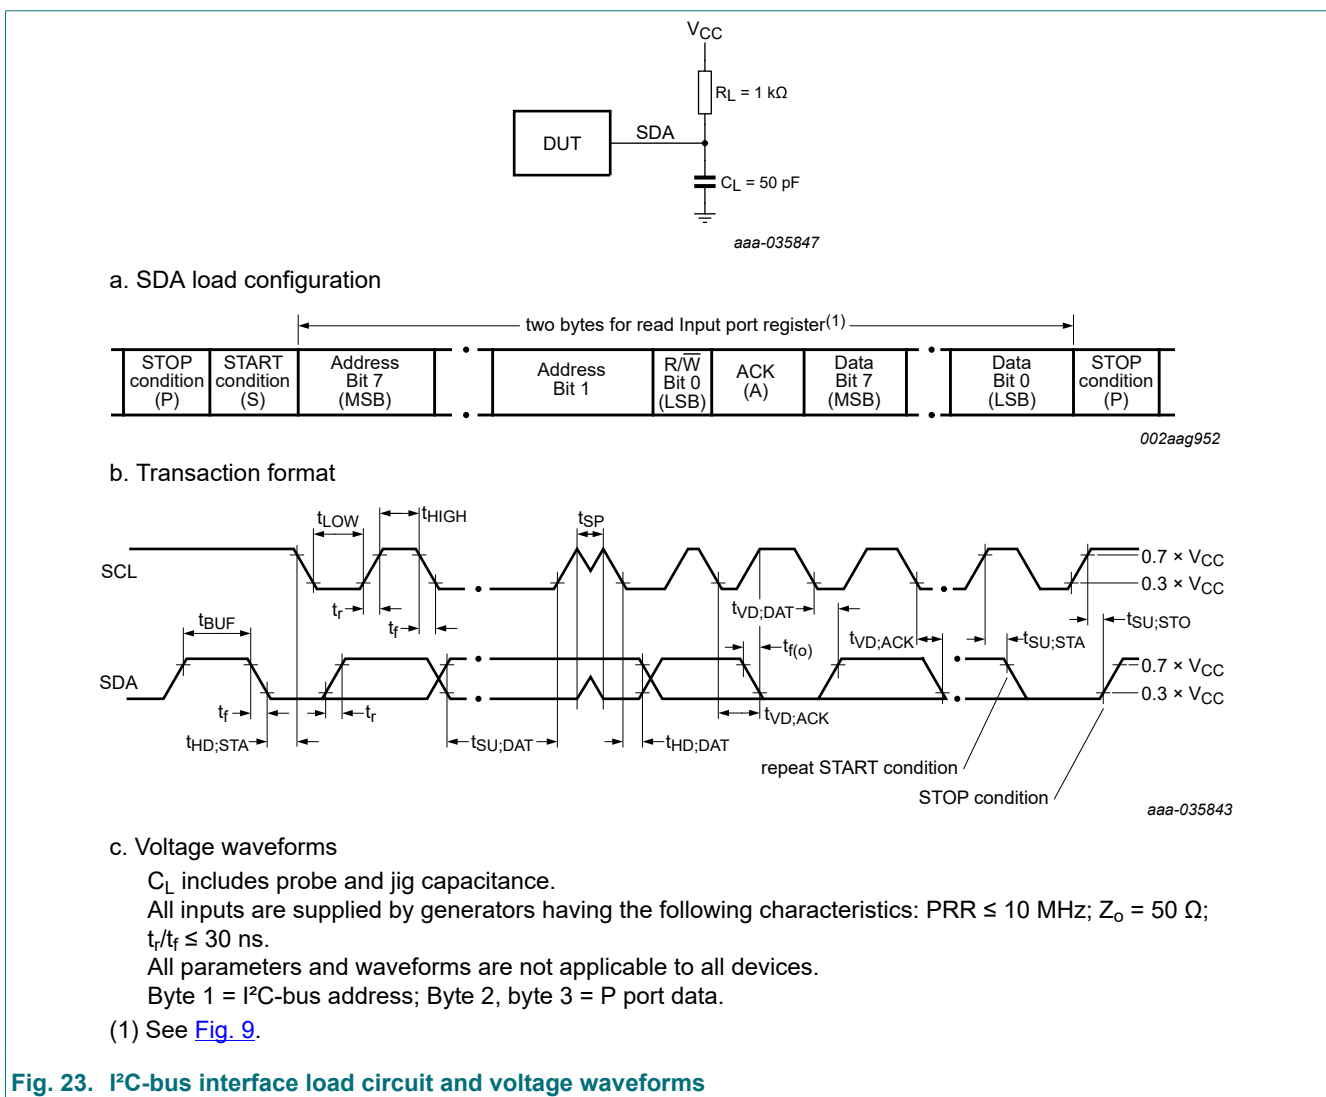 VCC
RL = 1 kΩ
DUT
SDA
CL = 50 pF
aaa-035847
a. SDA load configuration
two bytes for read Input port register(1)
STOP condition (P)
START condition (S)
Address Bit 7 (MSB)
Address Bit 1
R/W̅ Bit 0 (LSB)
ACK (A)
Data Bit 7 (MSB)
Data Bit 0 (LSB)
STOP condition (P)
002aag952
b. Transaction format
tLOW
tHIGH
tSP
SCL
0.7 × VCC
0.3 × VCC
tr
tf
tVD;DAT
tSU;STO
tBUF
tf(o)
tVD;ACK
tSU;STA
SDA
0.7 × VCC
0.3 × VCC
tf
tr
tVD;ACK
tHD;STA
tSU;DAT
tHD;DAT
repeat START condition
STOP condition
aaa-035843
c. Voltage waveforms
CL includes probe and jig capacitance.
All inputs are supplied by generators having the following characteristics: PRR ≤ 10 MHz; Zo = 50 Ω;
tr/tf ≤ 30 ns.
All parameters and waveforms are not applicable to all devices.
Byte 1 = I²C-bus address; Byte 2, byte 3 = P port data.
(1) See Fig. 9.
Fig. 23. I²C-bus interface load circuit and voltage waveforms